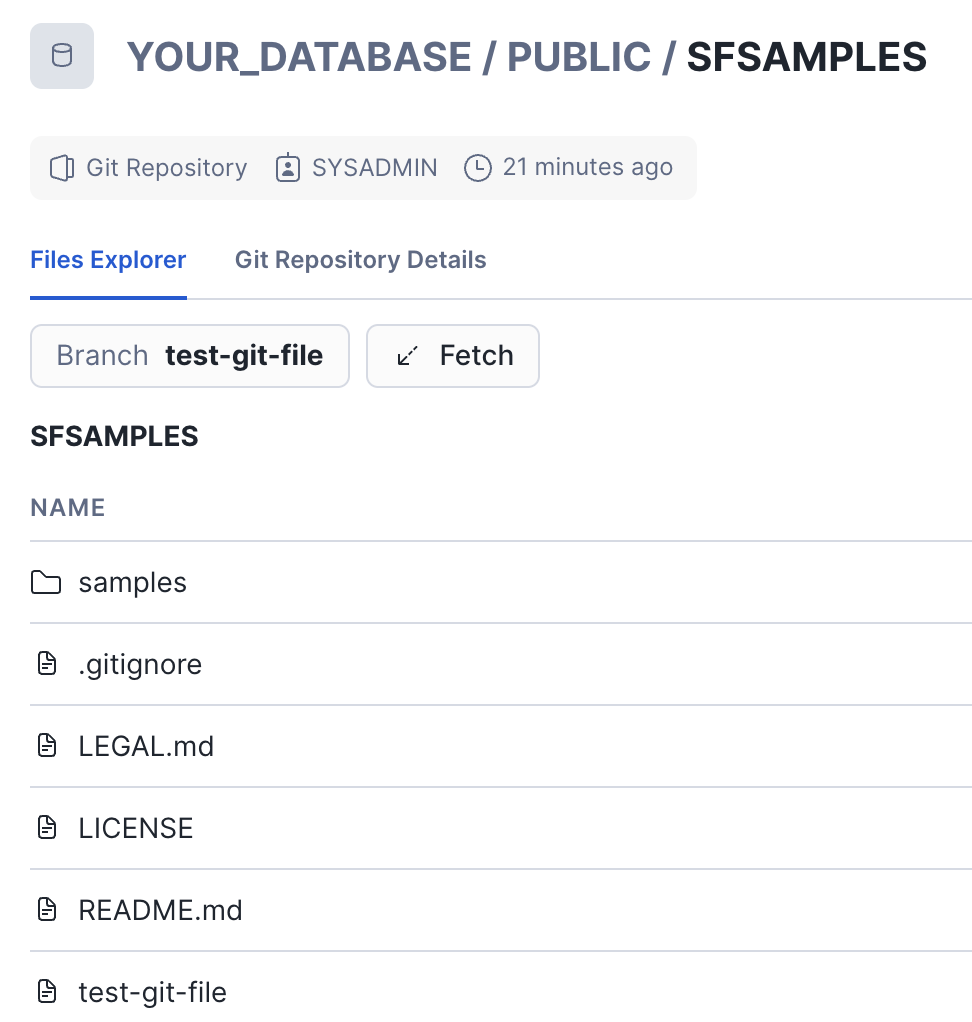 YOUR_DATABASE / PUBLIC / SFSAMPLES
Git Repository SYSADMIN 21 minutes ago
Files Explorer Git Repository Details
Branch test-git-file Fetch
SFSAMPLES
NAME
samples
.gitignore
LEGAL.md
LICENSE
README.md
test-git-file